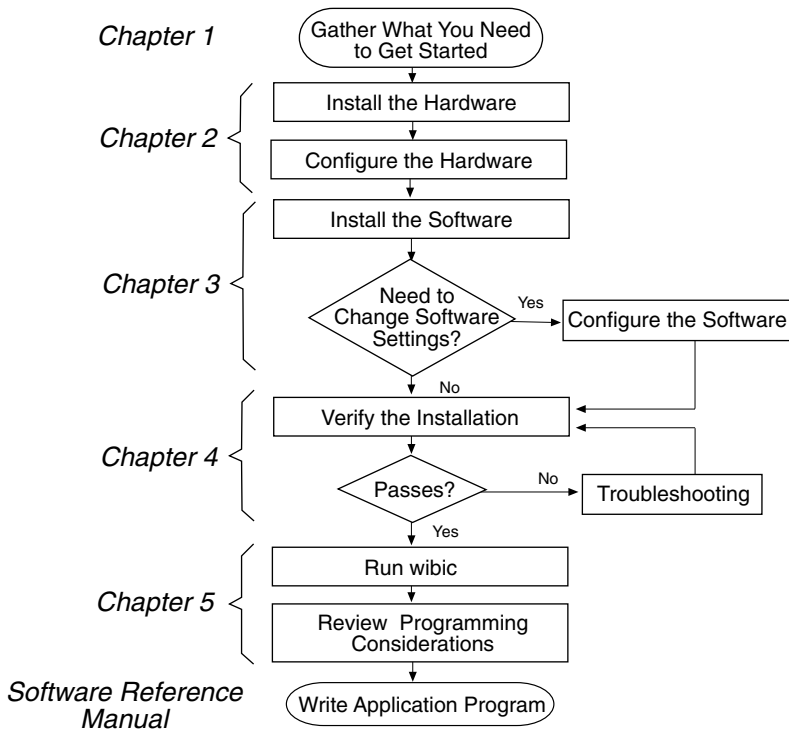 Chapter 1
Gather What You Need
to Get Started
Chapter 2
Install the Hardware
Configure the Hardware
Chapter 3
Install the Software
Need to
Change Software
Settings?
Yes
Configure the Software
No
Chapter 4
Verify the Installation
Passes?
No
Troubleshooting
Yes
Chapter 5
Run wibic
Review Programming
Considerations
Software Reference
Manual
Write Application Program